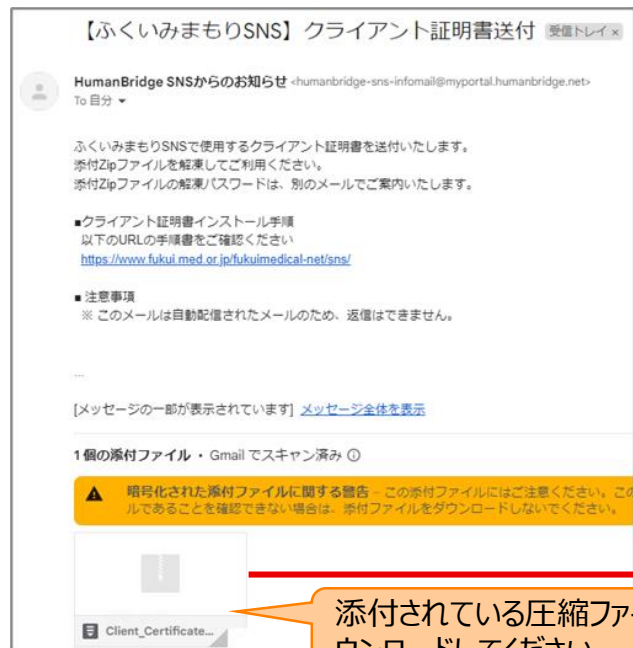 【ふくいみまもりSNS】クライアント証明書送付 受信トレイ ×
HumanBridge SNSからのお知らせ <humanbridge-sns-infomail@myportal.humanbridge.net>
To 自分
ふくいみまもりSNSで使用するクライアント証明書を送付いたします。
添付Zipファイルを解凍してご利用ください。
添付Zipファイルの解凍パスワードは、別のメールでご案内いたします。
■クライアント証明書インストール手順
以下のURLの手順書をご確認ください
https://www.fukui.med.or.jp/fukuimedical-net/sns/
■ 注意事項
※ このメールは自動配信されたメールのため、返信はできません。
...
[メッセージの一部が表示されています] メッセージ全体を表示
1 個の添付ファイル • Gmail でスキャン済み
暗号化された添付ファイルに関する警告 – この添付ファイルにはご注意ください。この
ルであることを確認できない場合は、添付ファイルをダウンロードしないでください。
Client_Certificate...
添付されている圧縮ファ
ウンロードしてください